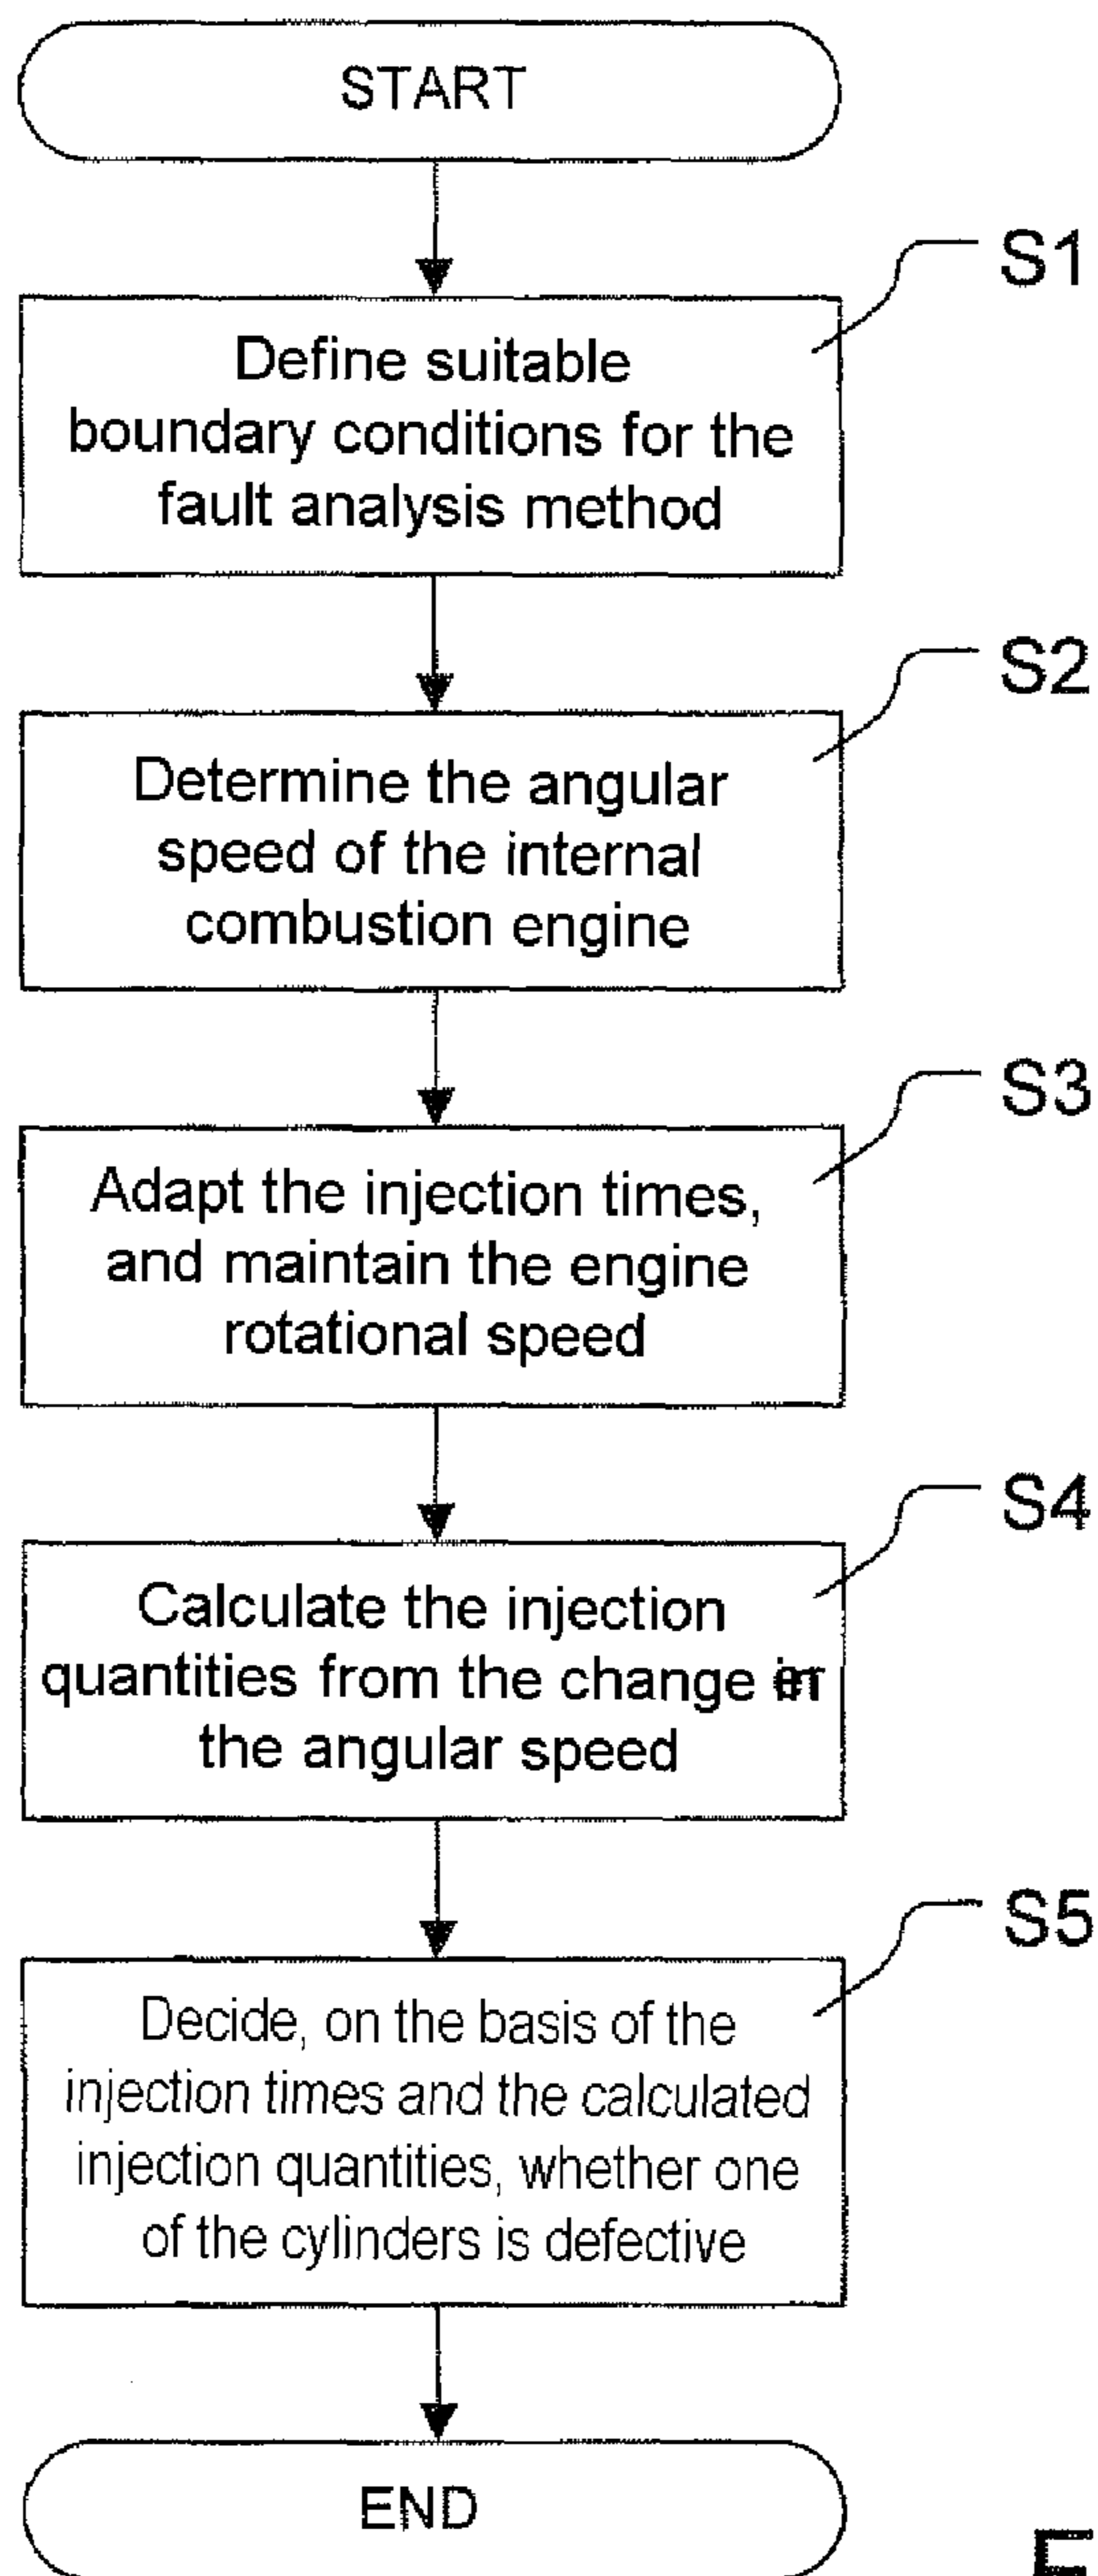 START
S1
Define suitable
boundary conditions for the
fault analysis method
S2
Determine the angular
speed of the internal
combustion engine
S3
Adapt the injection times,
and maintain the engine
rotational speed
S4
Calculate the injection
quantities from the change
the angular speed
S5
Decide, on the basis of the
injection times and the calculated
injection quantities, whether one
of the cylinders is defective
END